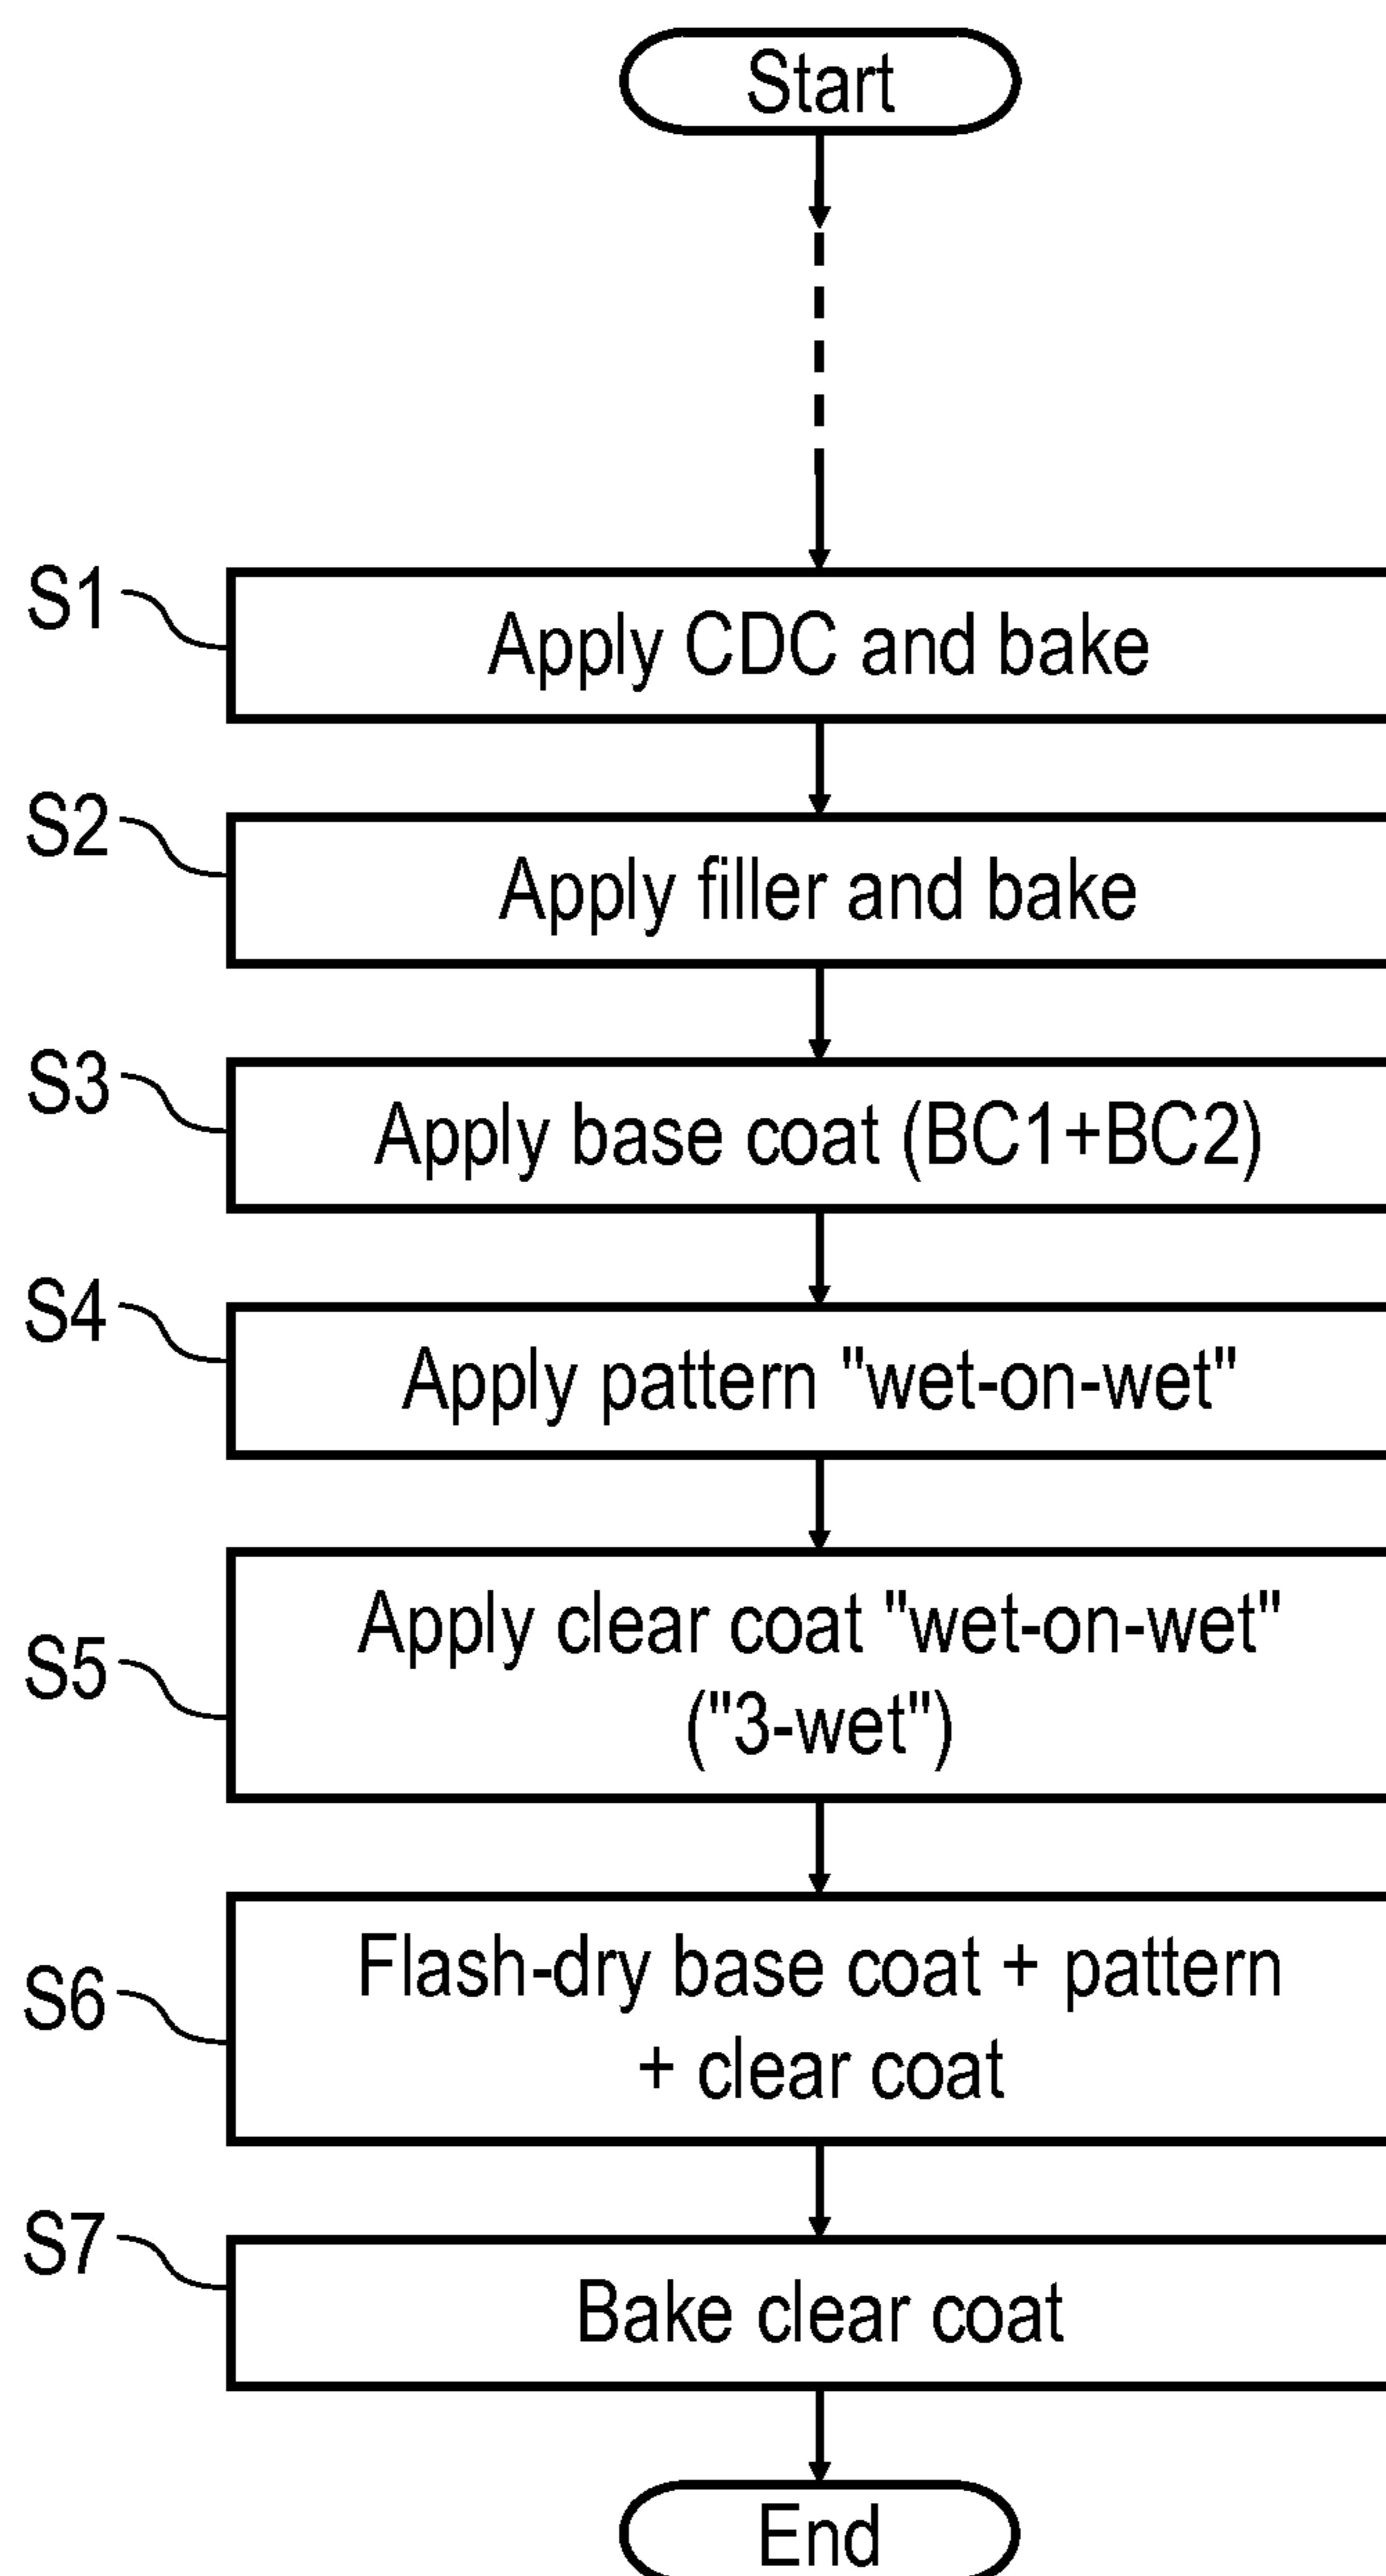 Start
S1
Apply CDC and bake
S2
Apply filler and bake
S3
Apply base coat (BC1+BC2)
S4
Apply pattern "wet-on-wet"
S5
Apply clear coat "wet-on-wet"
("3-wet")
S6
Flash-dry base coat + pattern
+ clear coat
S7
Bake clear coat
End